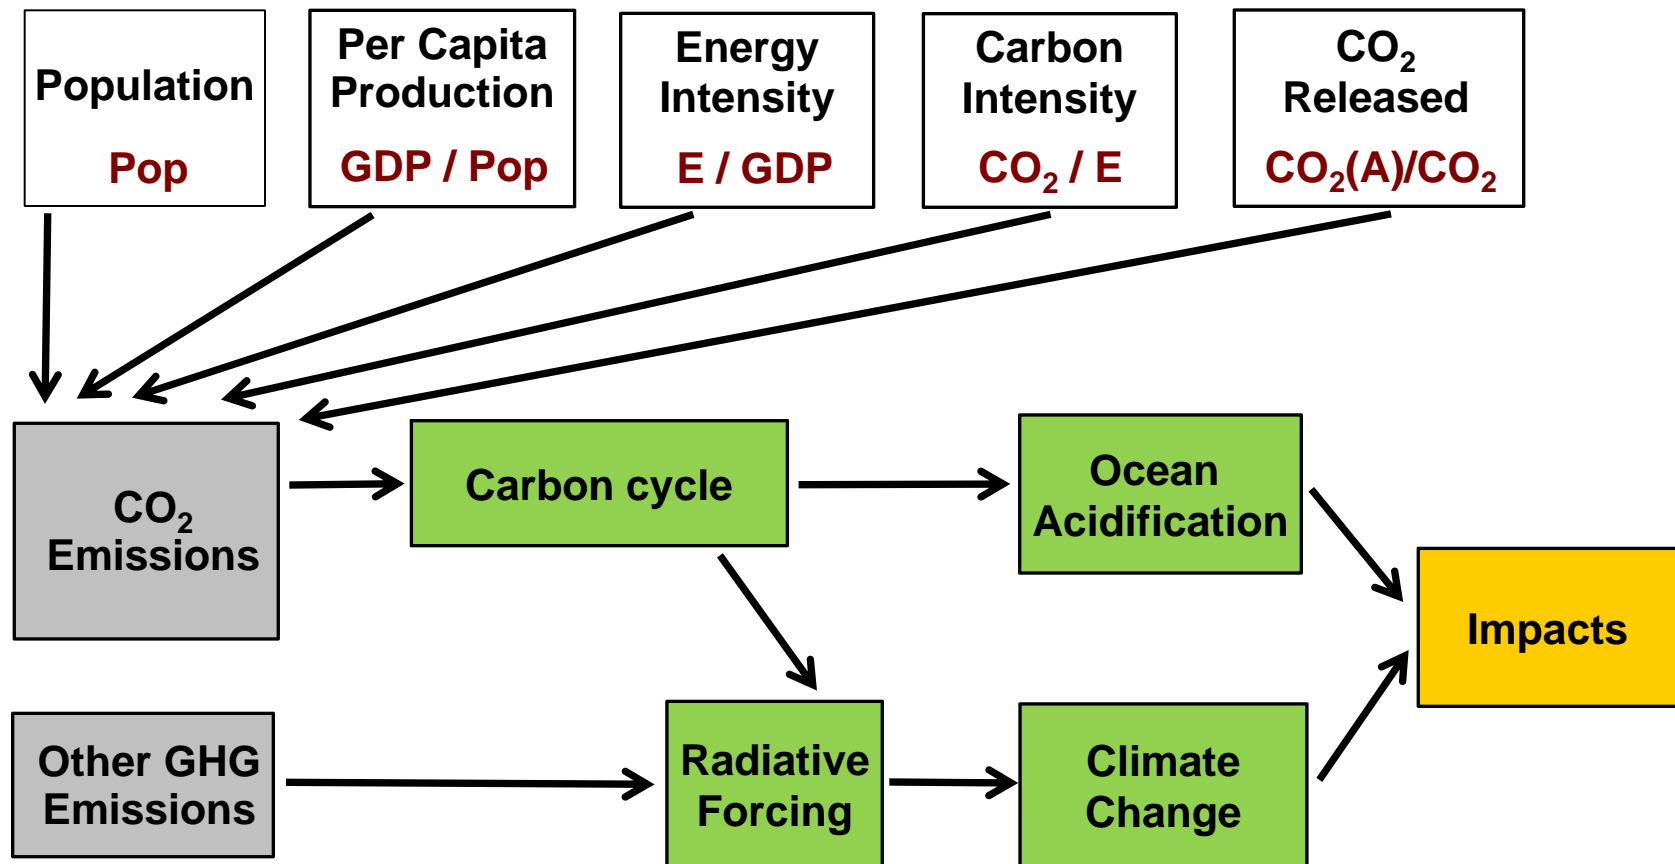 Population
Pop
Per Capita
Production
GDP / Pop
Energy
Intensity
E / GDP
Carbon
Intensity
CO₂ / E
CO₂
Released
CO₂(A)/CO₂
CO₂
Emissions
Carbon cycle
Ocean
Acidification
Impacts
Other GHG
Emissions
Radiative
Forcing
Climate
Change